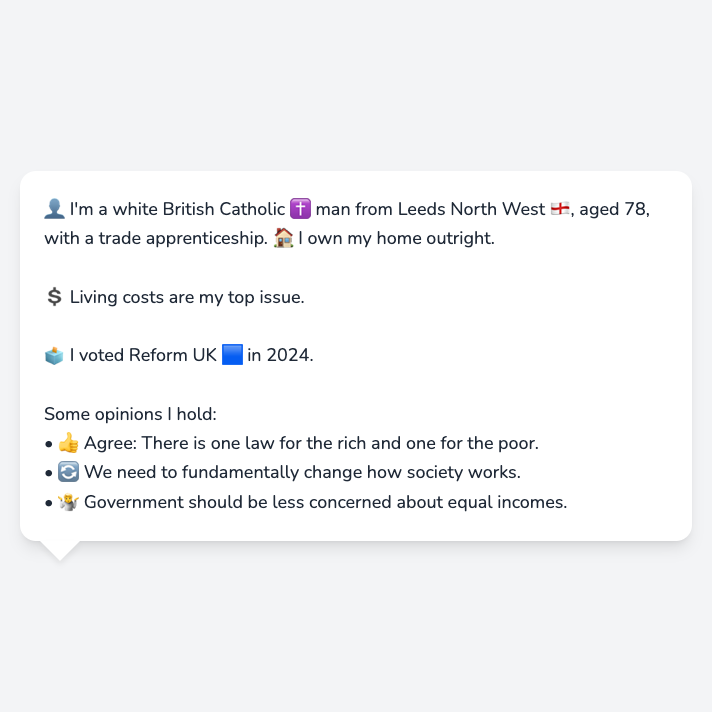 👤 I'm a white British Catholic ✝️ man from Leeds North West 🏴󠁧󠁢󠁥󠁮󠁧󠁿, aged 78,
with a trade apprenticeship. 🏠 I own my home outright.
💲 Living costs are my top issue.
🗳️ I voted Reform UK 🟦 in 2024.
Some opinions I hold:
• 👍 Agree: There is one law for the rich and one for the poor.
• 🔄 We need to fundamentally change how society works.
• 🤷 Government should be less concerned about equal incomes.